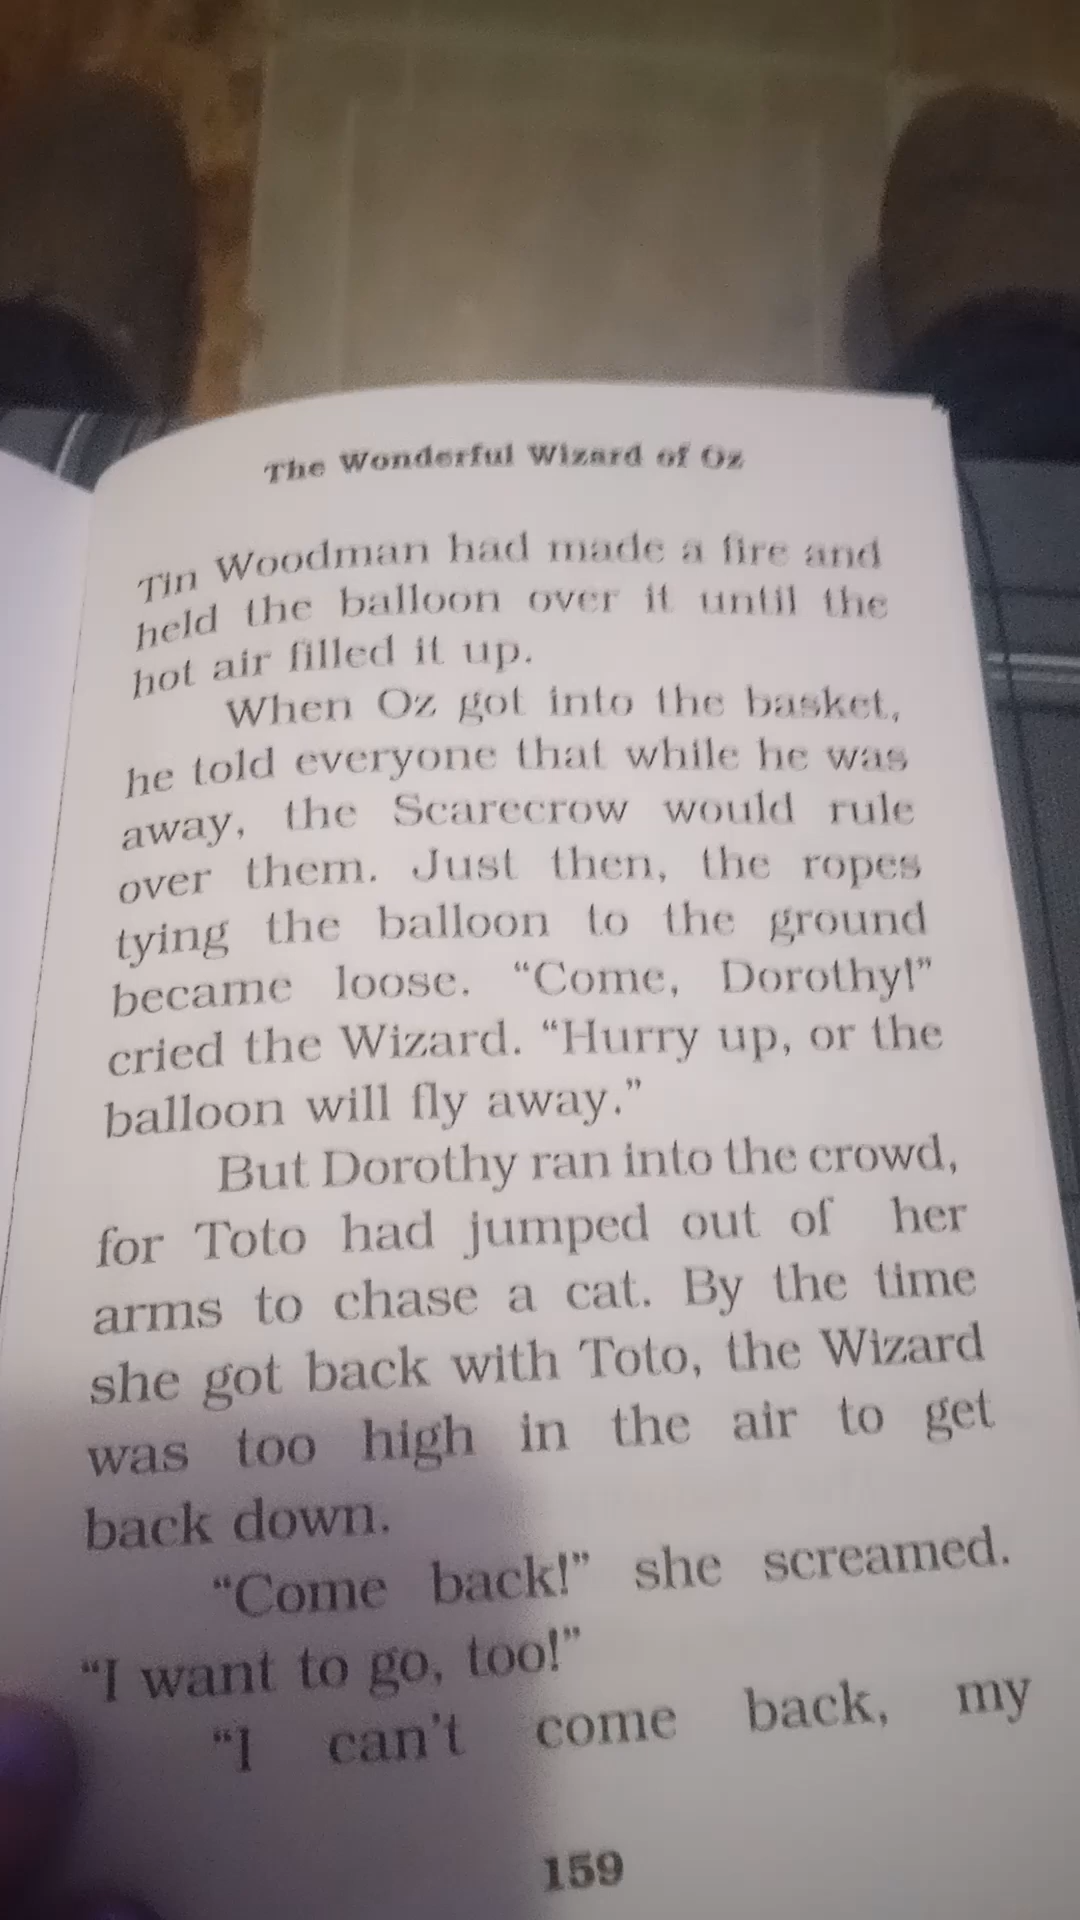 The Wonderful Wizard of Oz
Tin Woodman had made a fire and
held the balloon over it until the
hot air filled it up.
When Oz got into the basket,
he told everyone that while he was
away, the Scarecrow would rule
over them. Just then, the ropes
tying the balloon to the ground
became loose. “Come, Dorothy!”
cried the Wizard. “Hurry up, or the
balloon will fly away.”
But Dorothy ran into the crowd,
for Toto had jumped out of her
arms to chase a cat. By the time
she got back with Toto, the Wizard
was too high in the air to get
back down.
“Come back!” she screamed.
“I want to go, too!”
“I can't come back, my
159